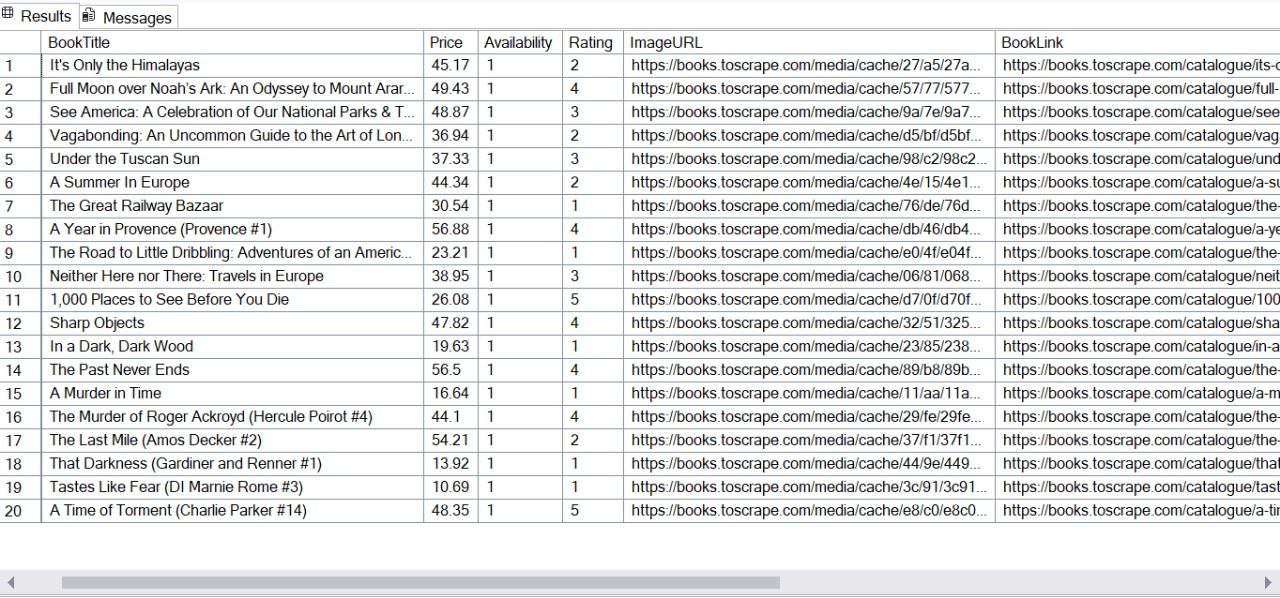 Results Messages
BookTitle Price Availability Rating ImageURL BookLink
1 It's Only the Himalayas 45.17 1 2 https://books.toscrape.com/media/cache/27/a5/27a... https://books.toscrape.com/catalogue/its-
2 Full Moon over Noah's Ark: An Odyssey to Mount Arar... 49.43 1 4 https://books.toscrape.com/media/cache/57/77/577... https://books.toscrape.com/catalogue/full-
3 See America: A Celebration of Our National Parks & T... 48.87 1 3 https://books.toscrape.com/media/cache/9a/7e/9a7... https://books.toscrape.com/catalogue/see
4 Vagabonding: An Uncommon Guide to the Art of Lon... 36.94 1 2 https://books.toscrape.com/media/cache/d5/bf/d5bf... https://books.toscrape.com/catalogue/vag
5 Under the Tuscan Sun 37.33 1 3 https://books.toscrape.com/media/cache/98/c2/98c2... https://books.toscrape.com/catalogue/und
6 A Summer In Europe 44.34 1 2 https://books.toscrape.com/media/cache/4e/15/4e1... https://books.toscrape.com/catalogue/a-su
7 The Great Railway Bazaar 30.54 1 1 https://books.toscrape.com/media/cache/76/de/76d... https://books.toscrape.com/catalogue/the-
8 A Year in Provence (Provence #1) 56.88 1 4 https://books.toscrape.com/media/cache/db/46/db4... https://books.toscrape.com/catalogue/a-ye
9 The Road to Little Dribbling: Adventures of an Americ... 23.21 1 1 https://books.toscrape.com/media/cache/e0/4f/e04f... https://books.toscrape.com/catalogue/the-
10 Neither Here nor There: Travels in Europe 38.95 1 3 https://books.toscrape.com/media/cache/06/81/068... https://books.toscrape.com/catalogue/neit
11 1,000 Places to See Before You Die 26.08 1 5 https://books.toscrape.com/media/cache/d7/0f/d70f... https://books.toscrape.com/catalogue/100
12 Sharp Objects 47.82 1 4 https://books.toscrape.com/media/cache/32/51/325... https://books.toscrape.com/catalogue/sha
13 In a Dark, Dark Wood 19.63 1 1 https://books.toscrape.com/media/cache/23/85/238... https://books.toscrape.com/catalogue/in-a
14 The Past Never Ends 56.5 1 4 https://books.toscrape.com/media/cache/89/b8/89b... https://books.toscrape.com/catalogue/the-
15 A Murder in Time 16.64 1 1 https://books.toscrape.com/media/cache/11/aa/11a... https://books.toscrape.com/catalogue/a-m
16 The Murder of Roger Ackroyd (Hercule Poirot #4) 44.1 1 4 https://books.toscrape.com/media/cache/29/fe/29fe... https://books.toscrape.com/catalogue/the-
17 The Last Mile (Amos Decker #2) 54.21 1 2 https://books.toscrape.com/media/cache/37/f1/37f1... https://books.toscrape.com/catalogue/the-
18 That Darkness (Gardiner and Renner #1) 13.92 1 1 https://books.toscrape.com/media/cache/44/9e/449... https://books.toscrape.com/catalogue/that
19 Tastes Like Fear (DI Marnie Rome #3) 10.69 1 1 https://books.toscrape.com/media/cache/3c/91/3c91... https://books.toscrape.com/catalogue/tast
20 A Time of Torment (Charlie Parker #14) 48.35 1 5 https://books.toscrape.com/media/cache/e8/c0/e8c0... https://books.toscrape.com/catalogue/a-ti